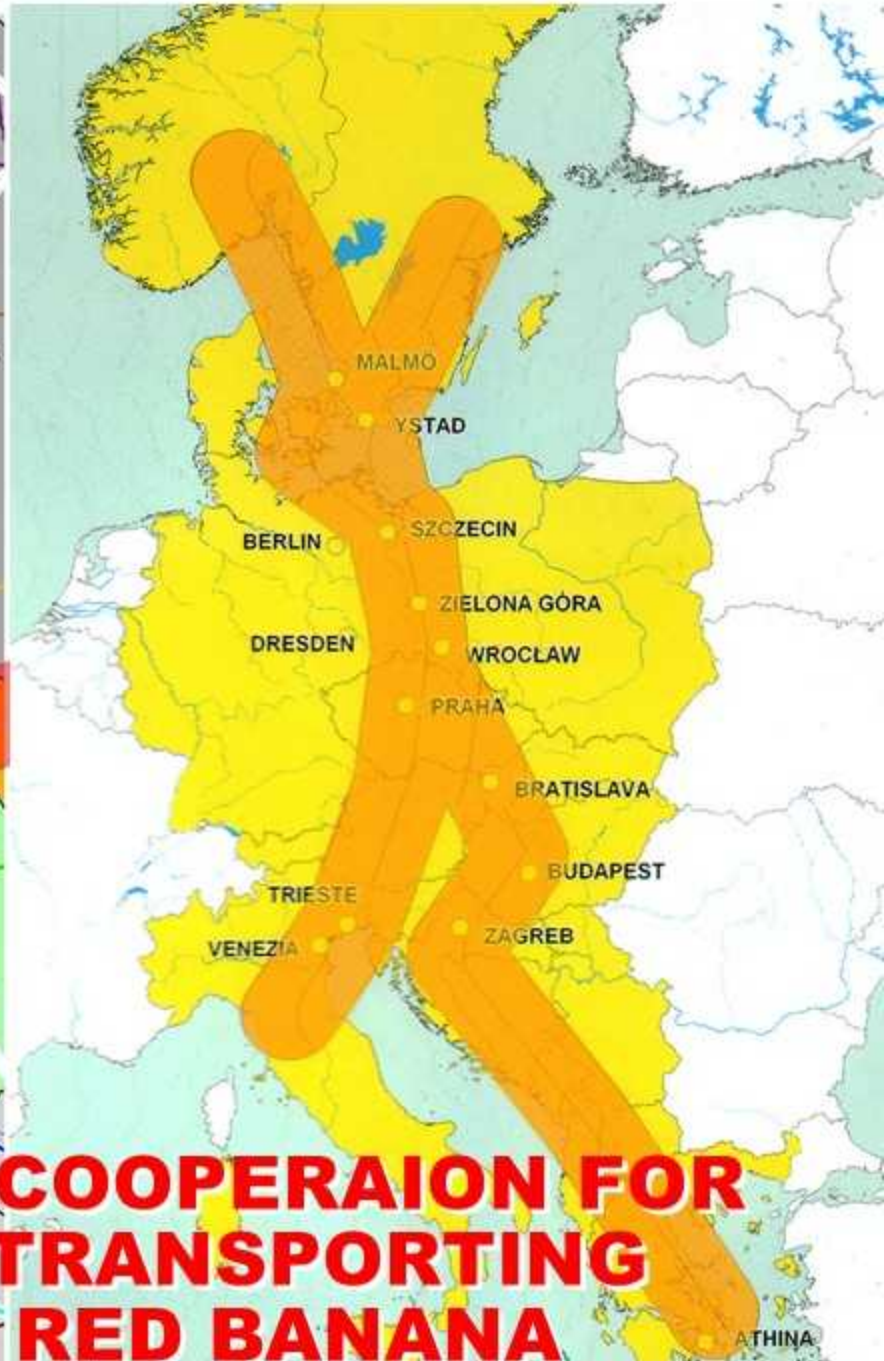 MALMO
YSTAD
SZCZECIN
BERLIN
ZIELONA GÓRA
DRESDEN
WROCŁAW
PRAHA
BRATISLAVA
BUDAPEST
TRIESTE
ZAGREB
VENEZIA
COOPERAION FOR
TRANSPORTING
RED BANANA
ATHINA